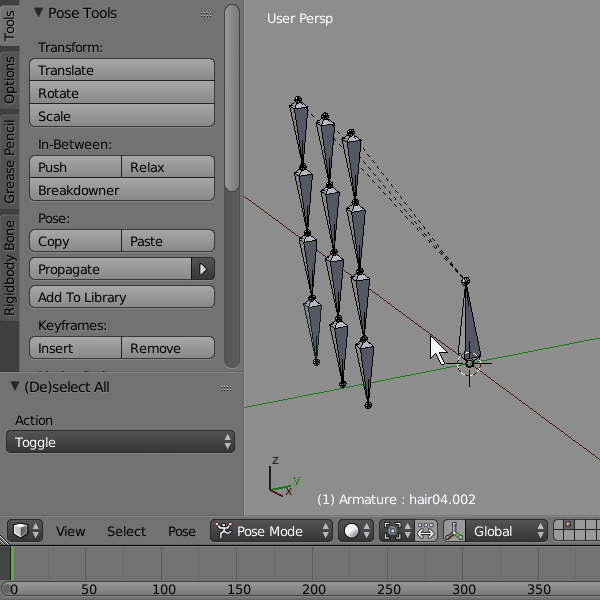 Tools
Options
Grease Pencil
Rigidbody Bone
Pose Tools
Transform:
Translate
Rotate
Scale
In-Between:
Push Relax
Breakdowner
Pose:
Copy Paste
Propagate
Add To Library
Keyframes:
Insert Remove
(De)select All
Action
Toggle
User Persp
z
y
x
(1) Armature : hair04.002
View Select Pose Pose Mode Global
0 50 100 150 200 250 300 350